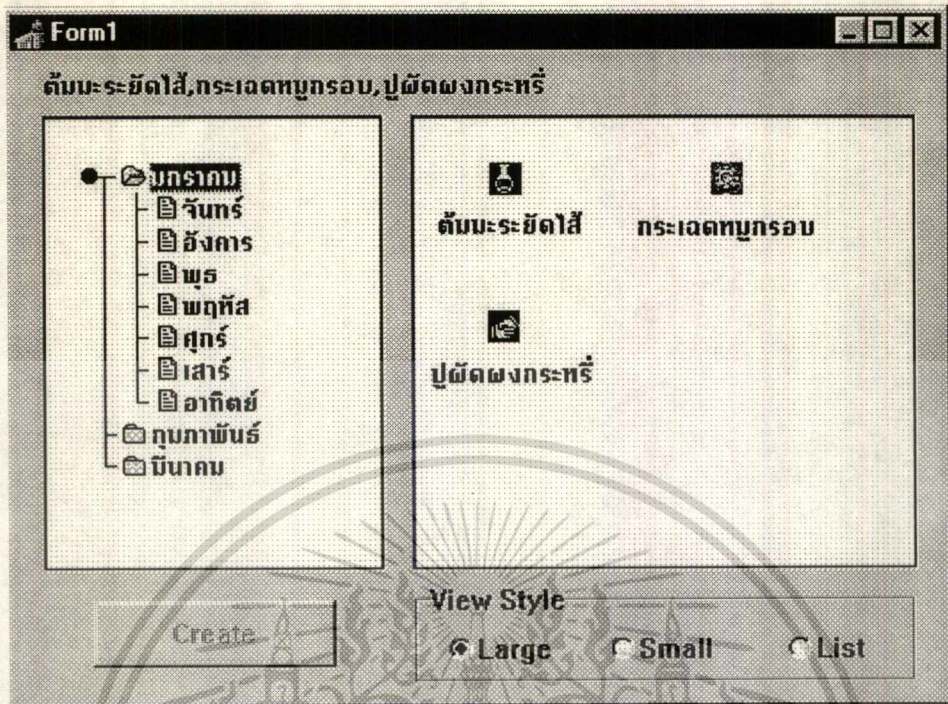 Form1
ต้มมะระยัดไส้,กระเฉดหมูกรอบ,ปูผัดผงกระหรี่
มกราคม
จันทร์
อังคาร
พุธ
พฤหัส
ศุกร์
เสาร์
อาทิตย์
กุมภาพันธ์
มีนาคม
ต้มมะระยัดไส้
กระเฉดหมูกรอบ
ปูผัดผงกระหรี่
Create
View Style
Large
Small
List